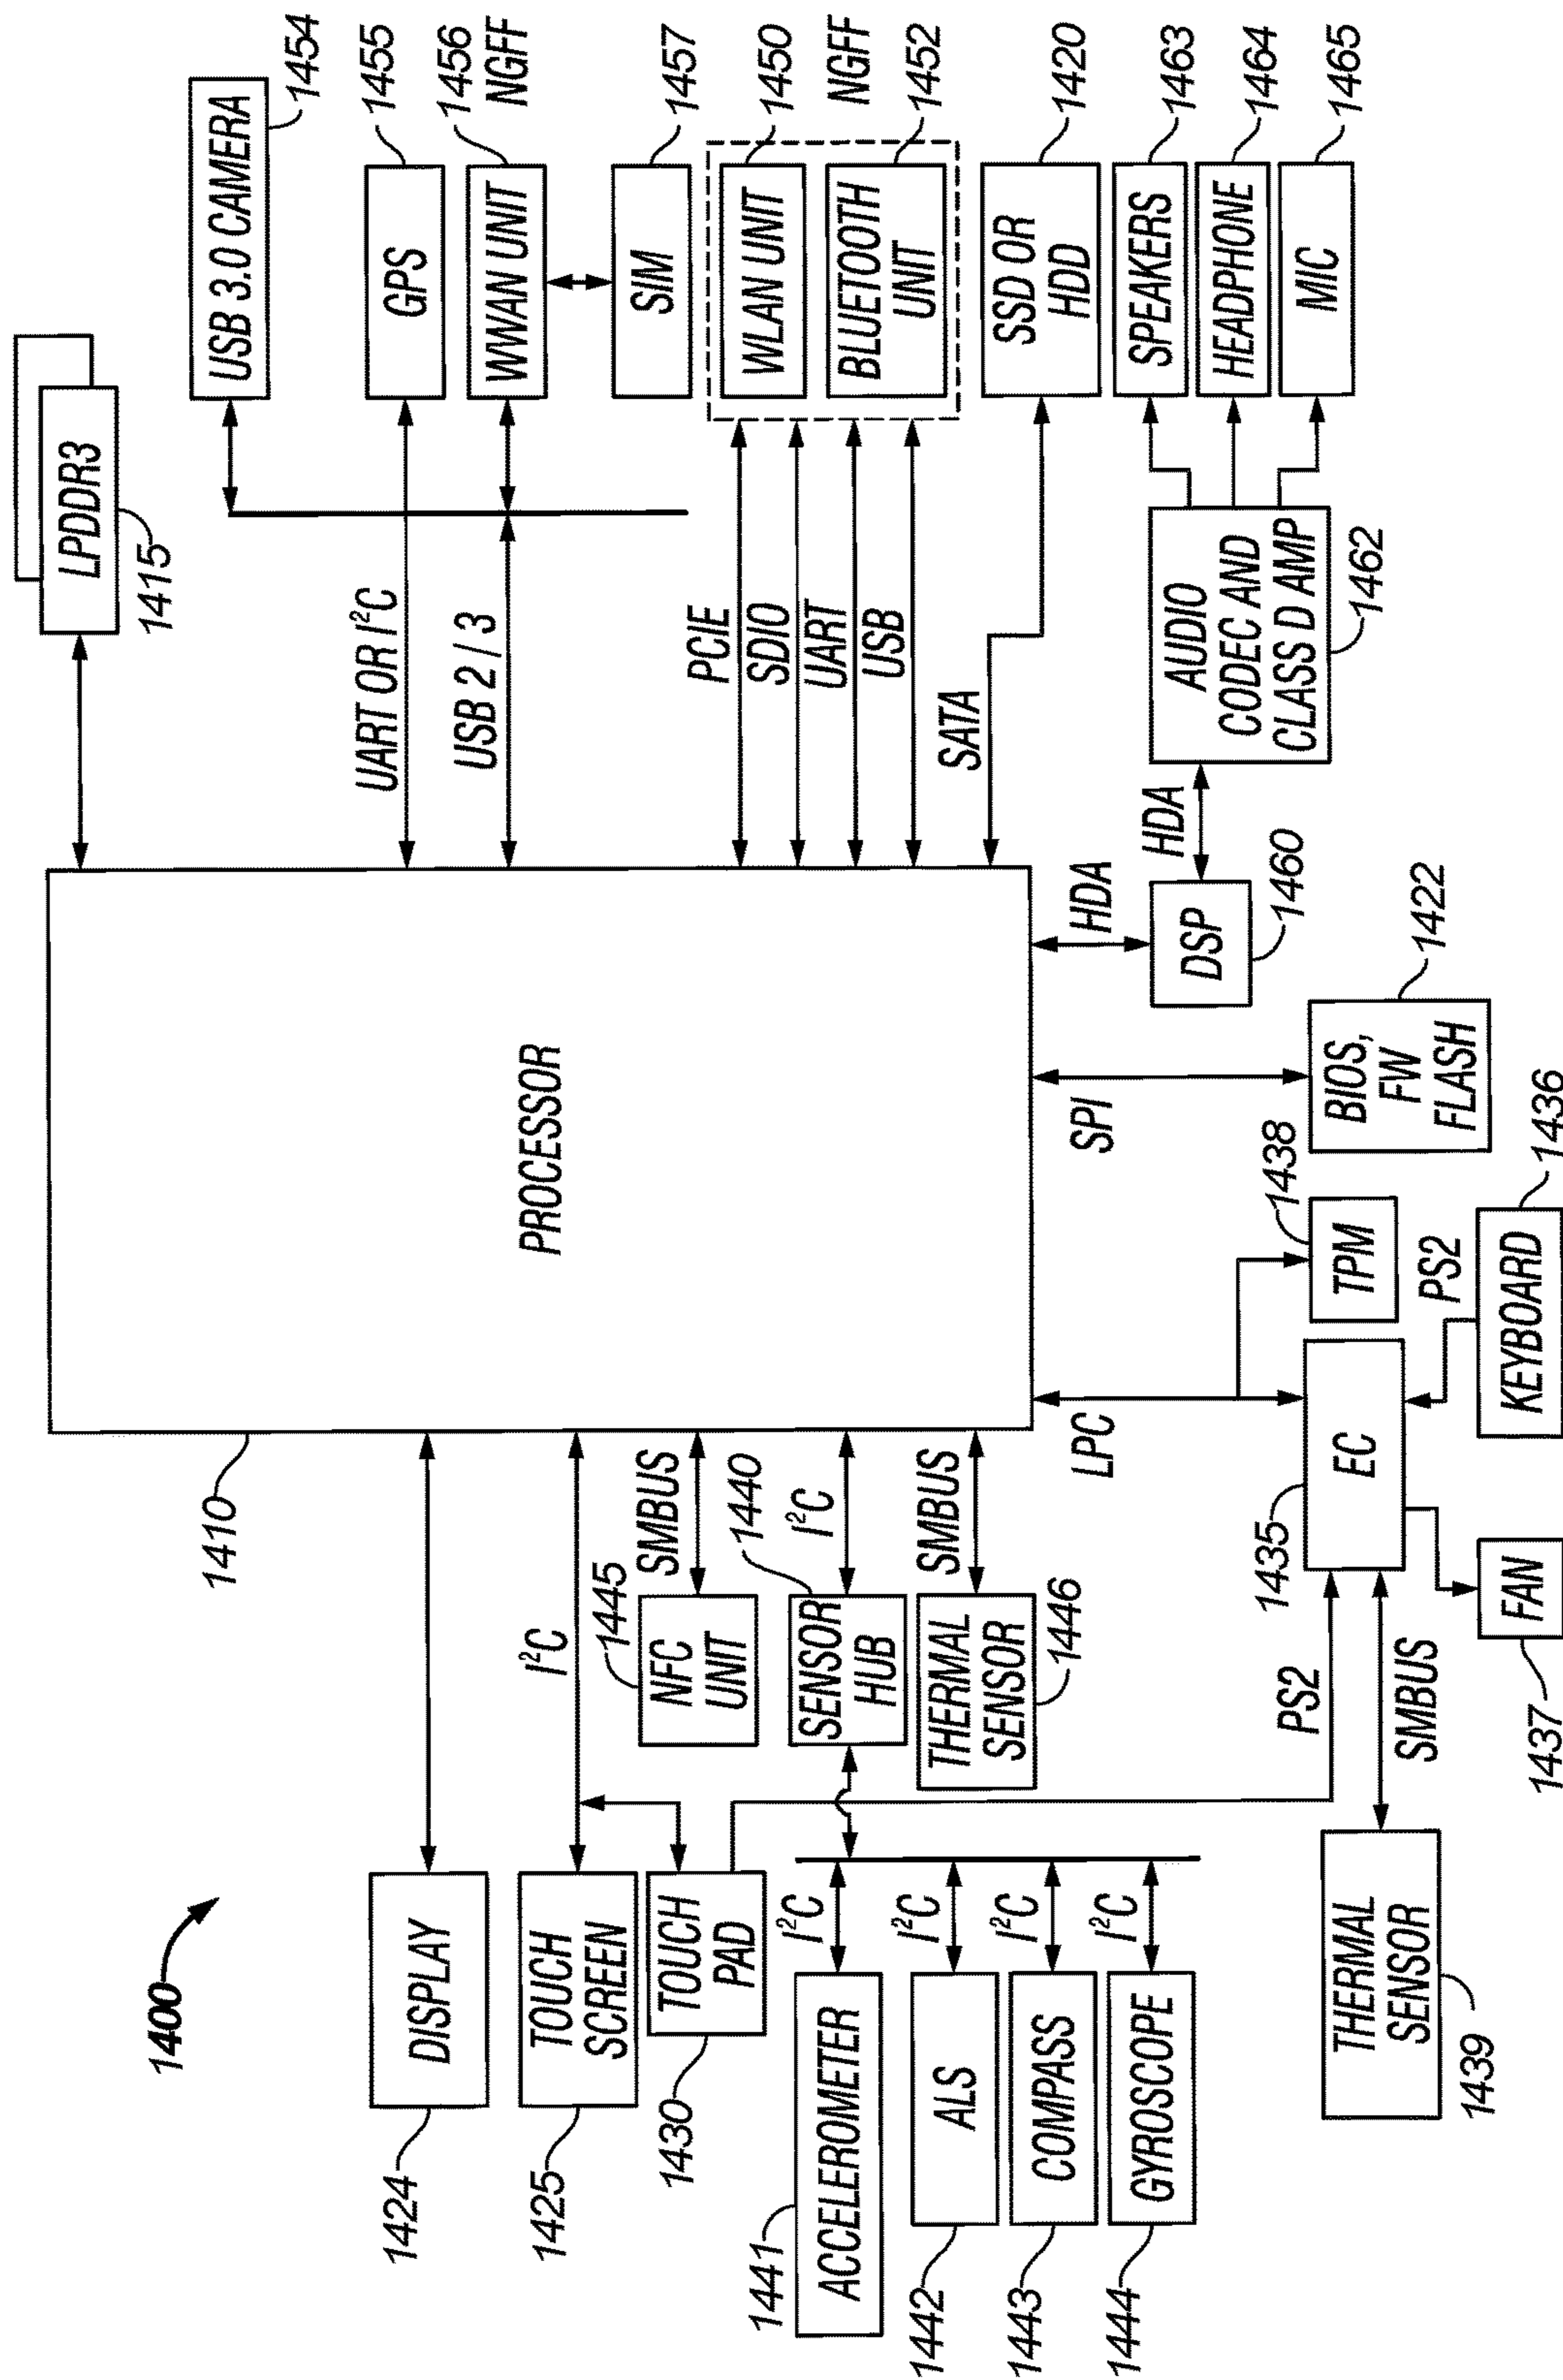 1400
LPDDR3
1415
USB 3.0 CAMERA
1454
GPS
1455
WWAN UNIT
1456
NGFF
SIM
1457
WLAN UNIT
1450
NGFF
BLUETOOTH
UNIT
1452
SSD OR
HDD
1420
SPEAKERS
1463
HEADPHONE
1464
MIC
1465
UART OR I²C
USB 2 / 3
PCIE
SDIO
UART
USB
SATA
AUDIO
CODEC AND
CLASS D AMP
1462
HDA
HDA
DSP
1460
PROCESSOR
1410
SPI
BIOS,
FW
FLASH
1422
LPC
TPM
1438
EC
1435
PS2
KEYBOARD
1436
FAN
1437
PS2
SMBUS
THERMAL
SENSOR
1439
DISPLAY
1424
I²C
TOUCH
SCREEN
1425
TOUCH
PAD
1430
SMBUS
NFC
UNIT
1445
I²C
SENSOR
HUB
1440
SMBUS
THERMAL
SENSOR
1446
I²C
ACCELEROMETER
1441
I²C
ALS
1442
I²C
COMPASS
1443
I²C
GYROSCOPE
1444